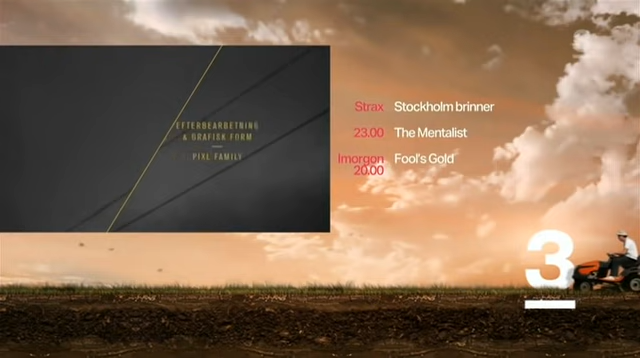 EFTERBEARBETNING
& GRAFISK FORM
PIXL FAMILY
Strax Stockholm brinner
23.00 The Mentalist
Imorgon Fool's Gold
20.00
3